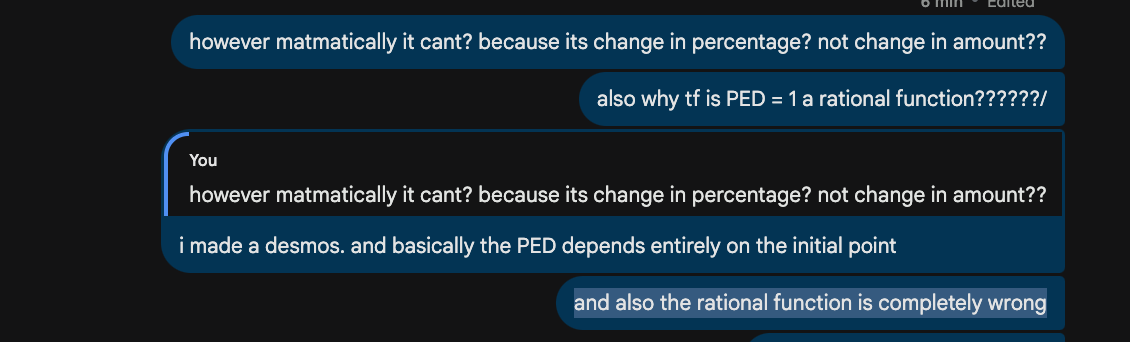 6 min · Edited
however matmatically it cant? because its change in percentage? not change in amount??
also why tf is PED = 1 a rational function??????/
You
however matmatically it cant? because its change in percentage? not change in amount??
i made a desmos. and basically the PED depends entirely on the initial point
and also the rational function is completely wrong